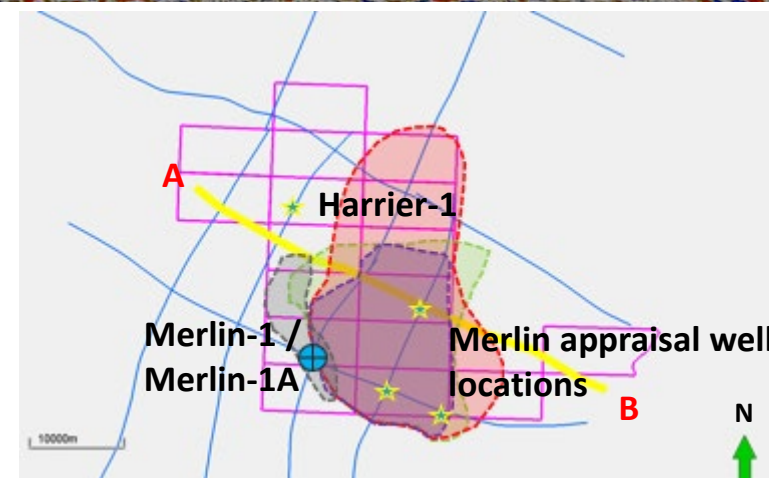 A
Harrier-1
Merlin-1 /
Merlin-1A
Merlin appraisal well
locations
B
N
10000m